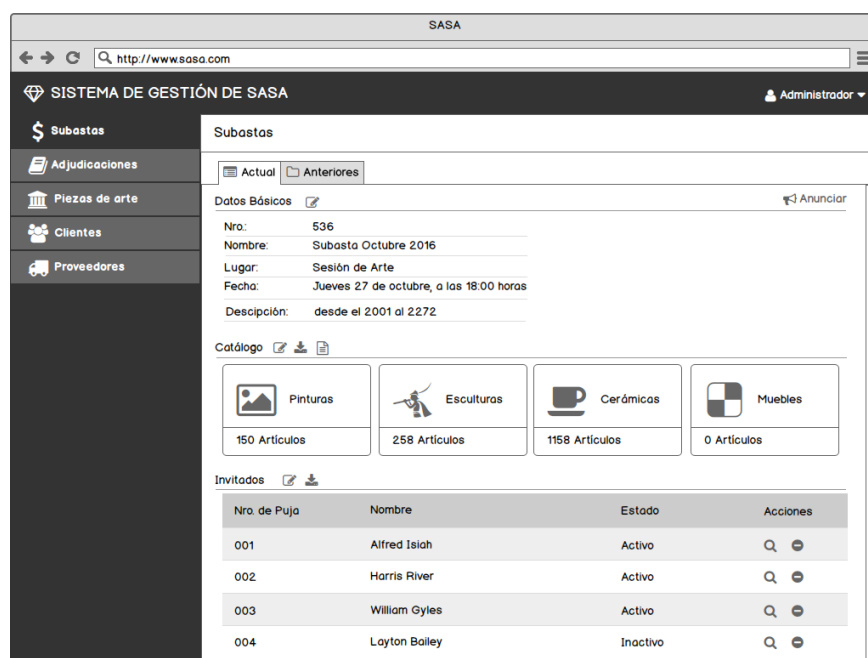 SASA
http://www.sasa.com
SISTEMA DE GESTIÓN DE SASA
Administrador
Subastas
Adjudicaciones
Piezas de arte
Clientes
Proveedores
Subastas
Actual Anteriores
Datos Básicos
Anunciar
Nro.: 536
Nombre: Subasta Octubre 2016
Lugar: Sesión de Arte
Fecha: Jueves 27 de octubre, a las 18:00 horas
Descipción: desde el 2001 al 2272
Catálogo
Pinturas
150 Artículos
Esculturas
258 Artículos
Cerámicas
1158 Artículos
Muebles
0 Artículos
Invitados
Nro. de Puja Nombre Estado Acciones
001 Alfred Isiah Activo
002 Harris River Activo
003 William Gyles Activo
004 Layton Bailey Inactivo